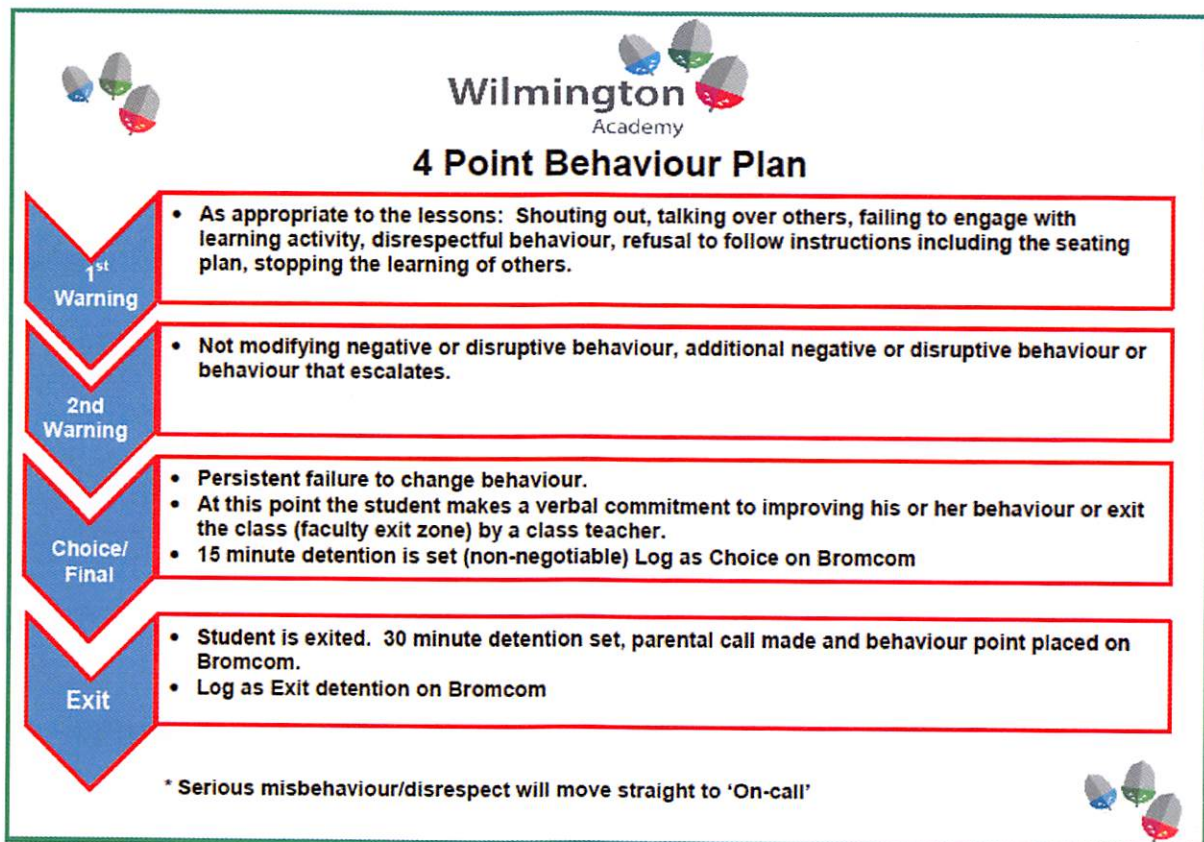 Wilmington
Academy
4 Point Behaviour Plan
1st
Warning
• As appropriate to the lessons: Shouting out, talking over others, failing to engage with
learning activity, disrespectful behaviour, refusal to follow instructions including the seating
plan, stopping the learning of others.
2nd
Warning
• Not modifying negative or disruptive behaviour, additional negative or disruptive behaviour or
behaviour that escalates.
Choice/
Final
• Persistent failure to change behaviour.
• At this point the student makes a verbal commitment to improving his or her behaviour or exit
the class (faculty exit zone) by a class teacher.
• 15 minute detention is set (non-negotiable) Log as Choice on Bromcom
Exit
• Student is exited. 30 minute detention set, parental call made and behaviour point placed on
Bromcom.
• Log as Exit detention on Bromcom
* Serious misbehaviour/disrespect will move straight to ‘On-call’